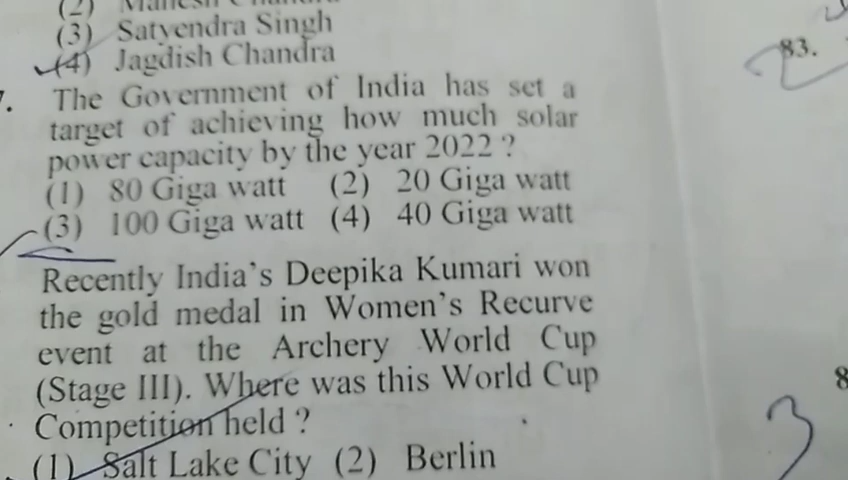 (2)
(3) Satyendra Singh
(4) Jagdish Chandra
83.
The Government of India has set a
target of achieving how much solar
power capacity by the year 2022 ?
(1) 80 Giga watt (2) 20 Giga watt
(3) 100 Giga watt (4) 40 Giga watt
Recently India's Deepika Kumari won
the gold medal in Women's Recurve
event at the Archery World Cup
(Stage III). Where was this World Cup
8
Competition held ?
3
(1) Salt Lake City (2) Berlin